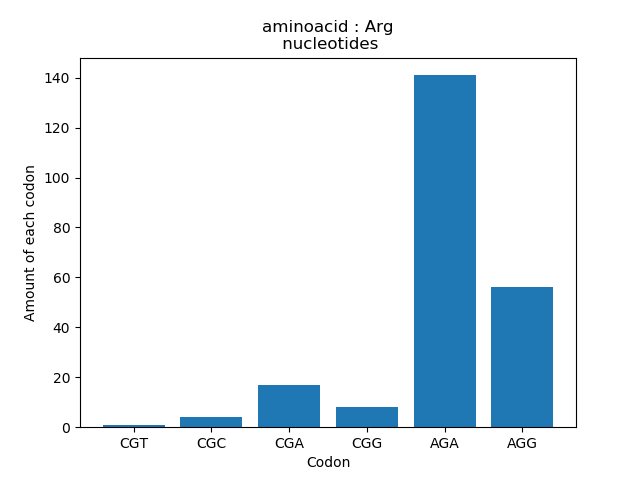 aminoacid : Arg
nucleotides
Amount of each codon
140
120
100
80
60
40
20
0
CGT CGC CGA CGG AGA AGG
Codon